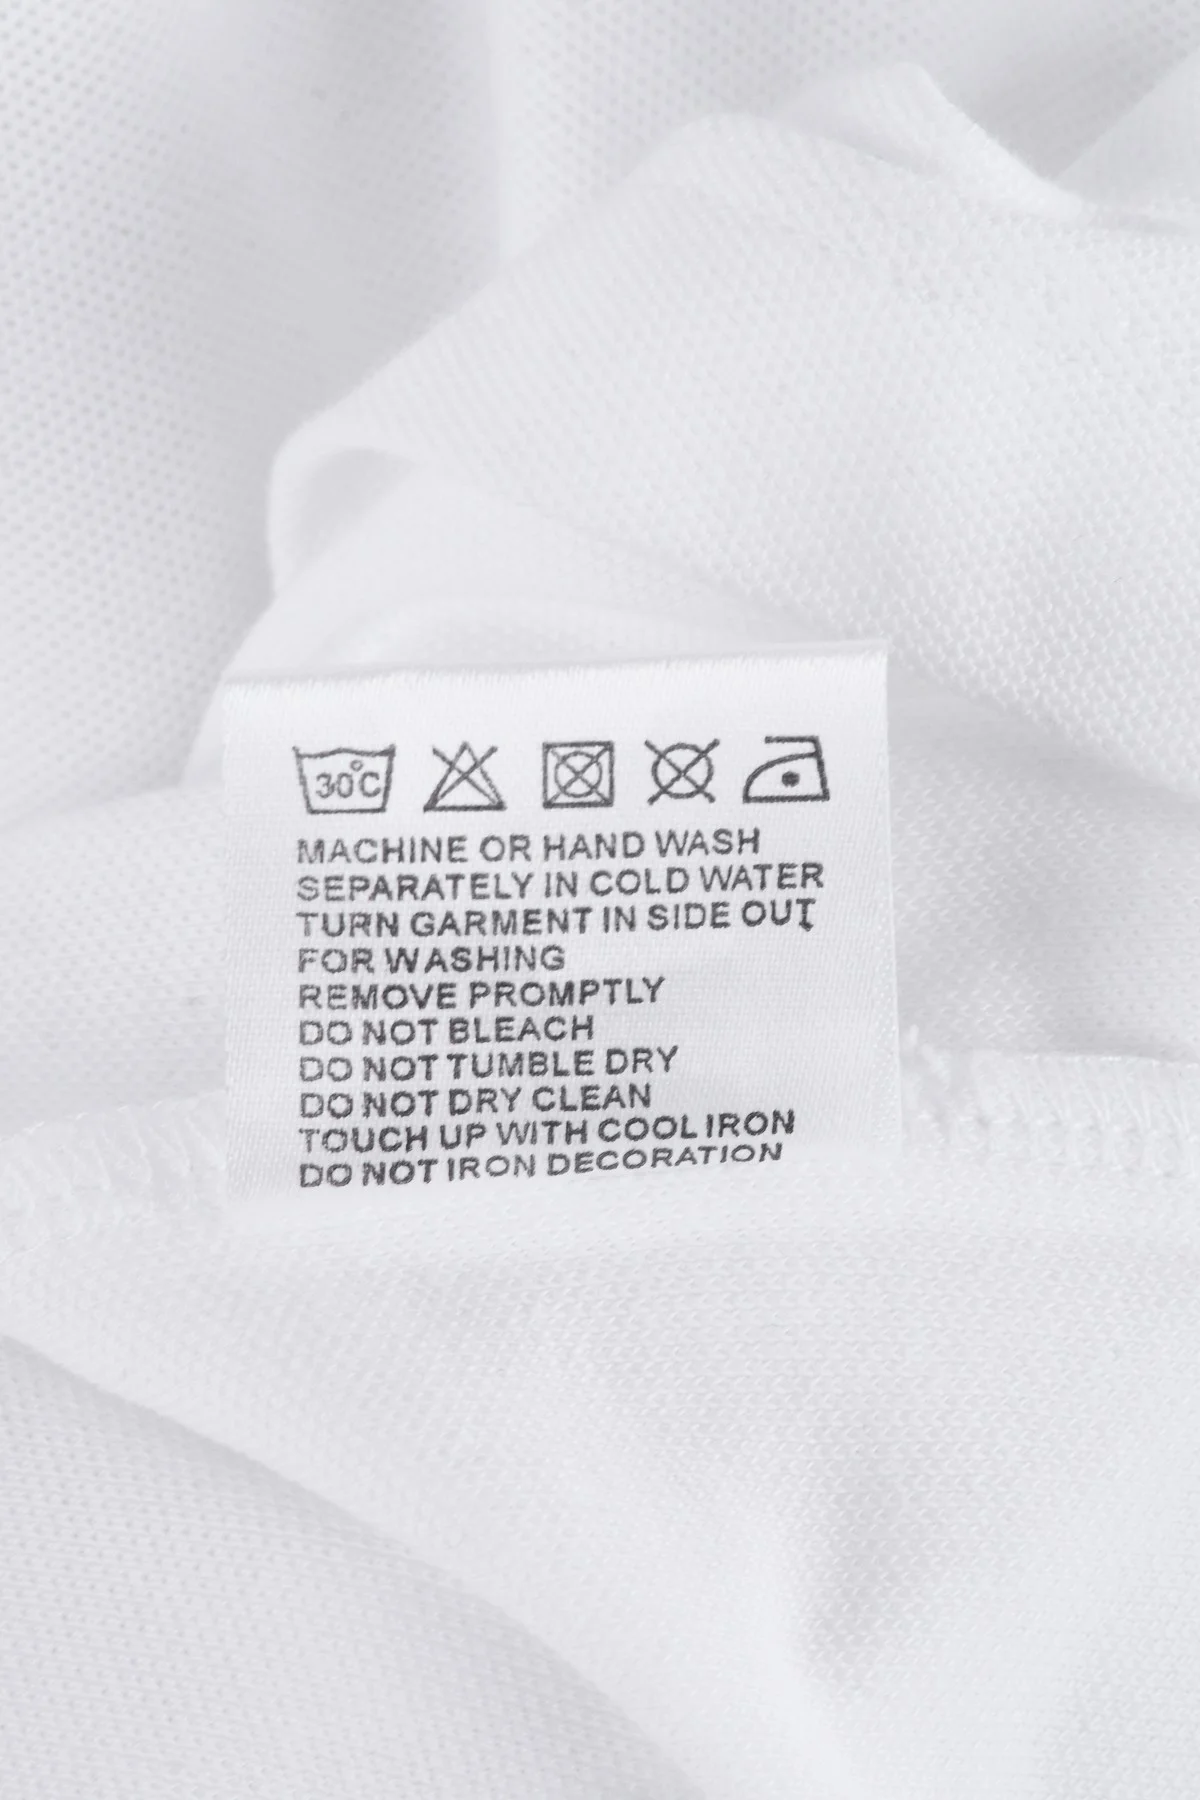 30°C
MACHINE OR HAND WASH
SEPARATELY IN COLD WATER
TURN GARMENT IN SIDE OUT
FOR WASHING
REMOVE PROMPTLY
DO NOT BLEACH
DO NOT TUMBLE DRY
DO NOT DRY CLEAN
TOUCH UP WITH COOL IRON
DO NOT IRON DECORATION